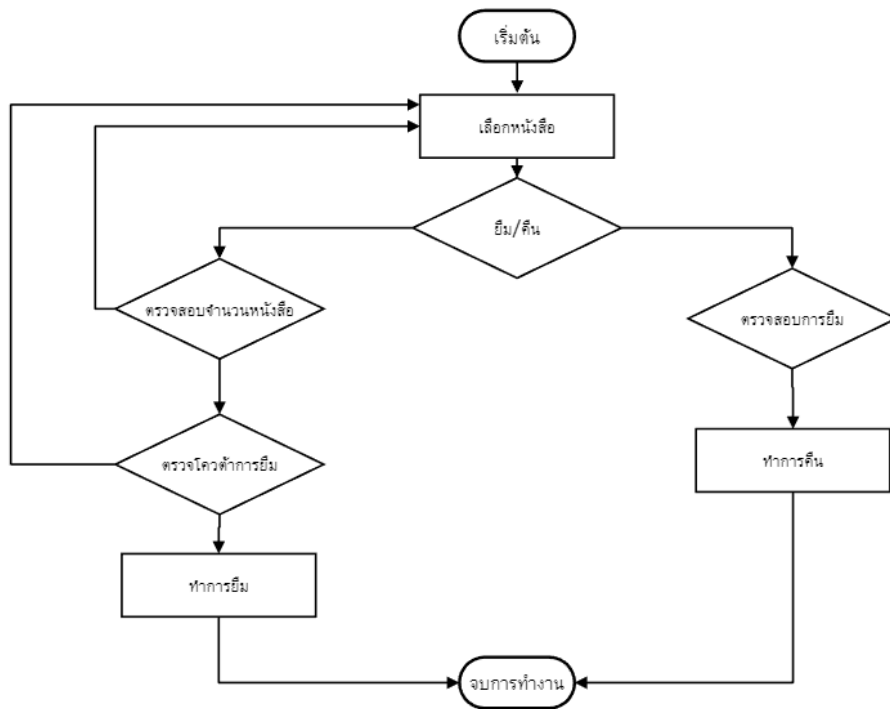 เริ่มต้น
เลือกหนังสือ
ยืม/คืน
ตรวจสอบจำนวนหนังสือ
ตรวจสอบการยืม
ตรวจโควต้าการยืม
ทำการคืน
ทำการยืม
จบการทำงาน